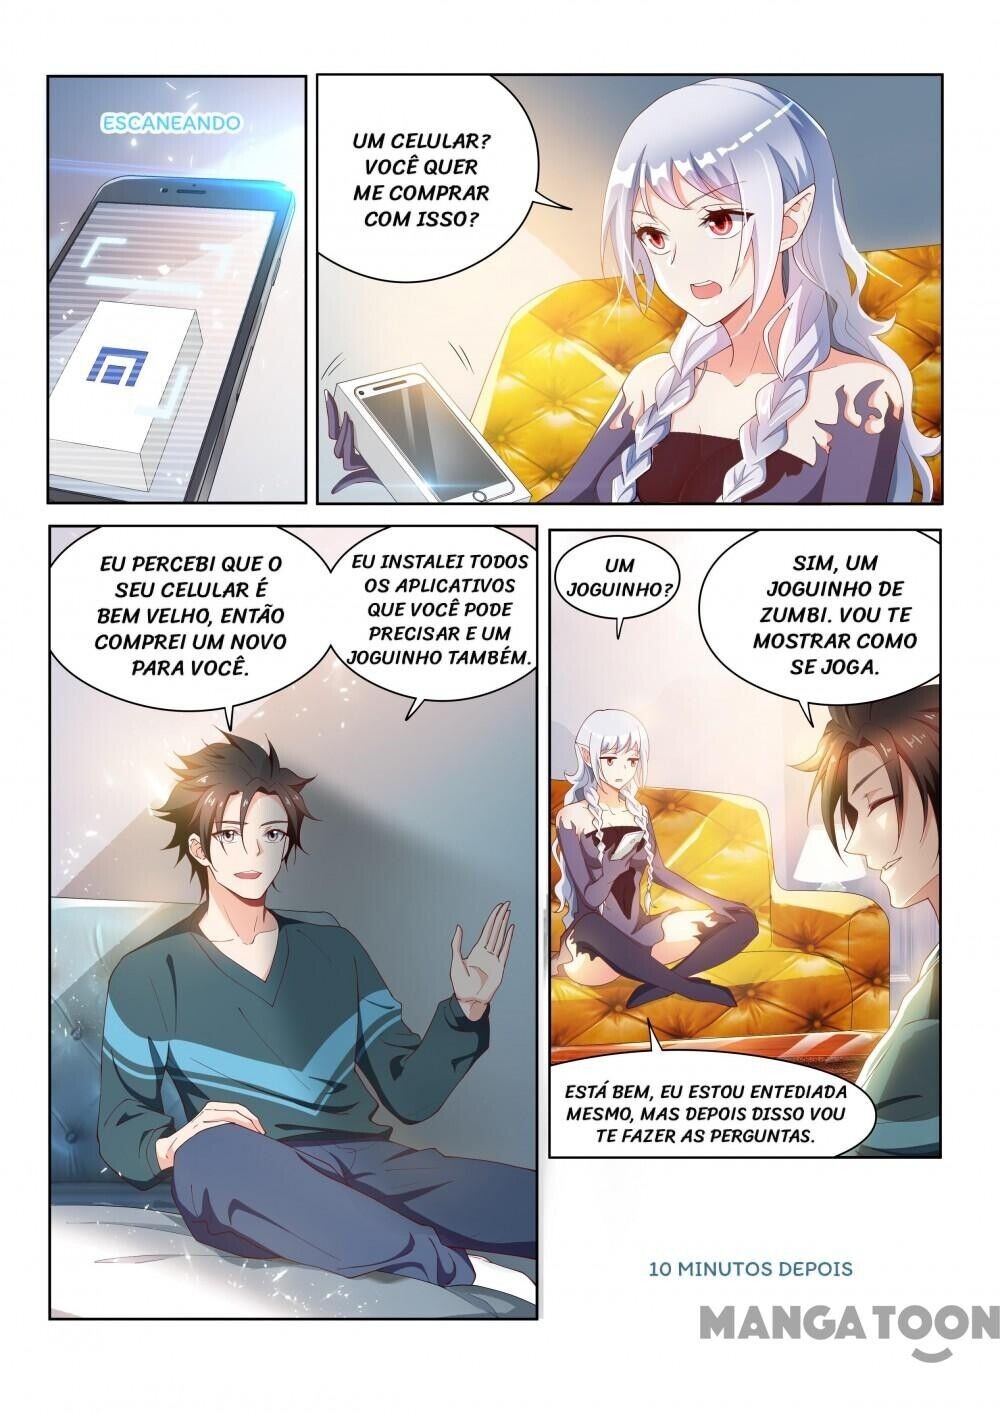 ESCANEANDO
UM CELULAR?
VOCÊ QUER
ME COMPRAR
COM ISSO?
EU PERCEBI QUE O
SEU CELULAR É
BEM VELHO, ENTÃO
COMPREI UM NOVO
PARA VOCÊ.
EU INSTALEI TODOS
OS APLICATIVOS
QUE VOCÊ PODE
PRECISAR E UM
JOGUINHO TAMBÉM.
UM
JOGUINHO?
SIM, UM
JOGUINHO DE
ZUMBI. VOU TE
MOSTRAR COMO
SE JOGA.
ESTÁ BEM, EU ESTOU ENTEDIADA
MESMO, MAS DEPOIS DISSO VOU
TE FAZER AS PERGUNTAS.
10 MINUTOS DEPOIS
MANGATOON